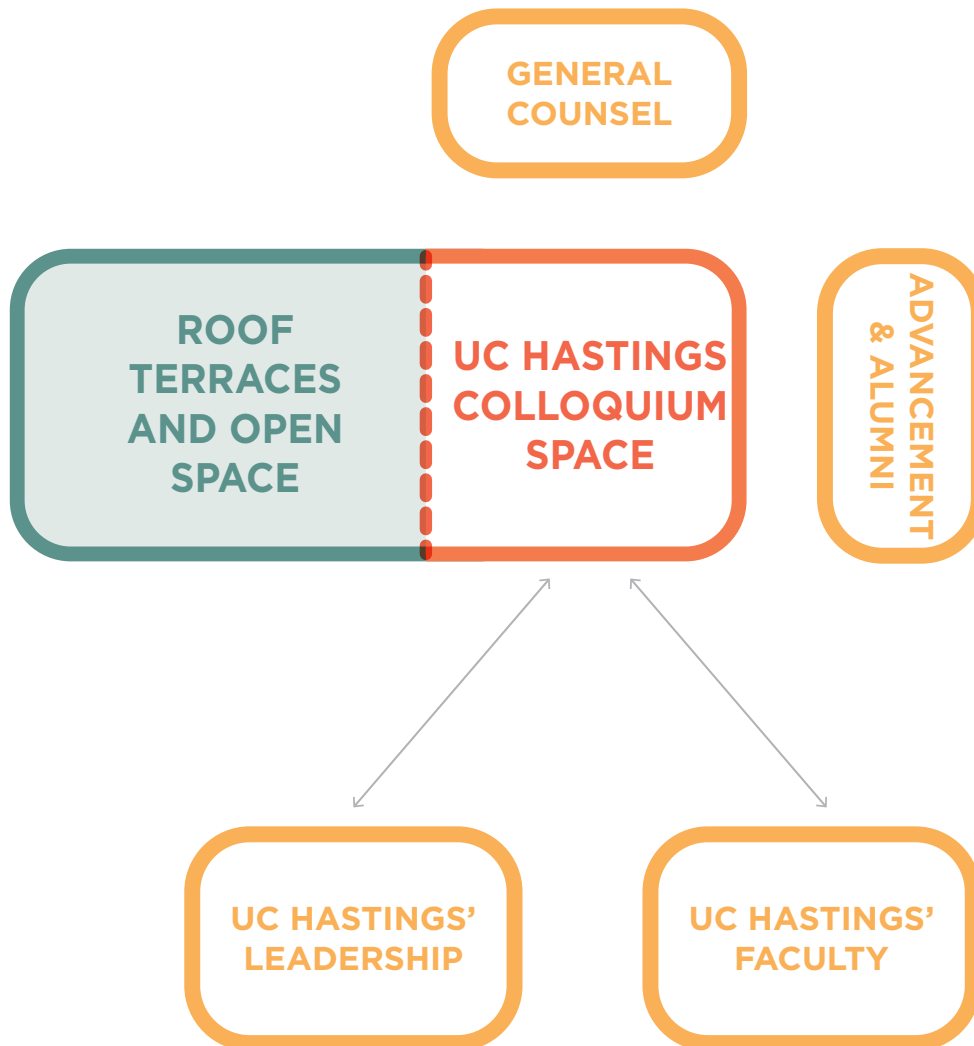 GENERAL
COUNSEL
ROOF
TERRACES
AND OPEN
SPACE
UC HASTINGS
COLLOQUIUM
SPACE
ADVANCEMENT
& ALUMNI
UC HASTINGS’
LEADERSHIP
UC HASTINGS’
FACULTY